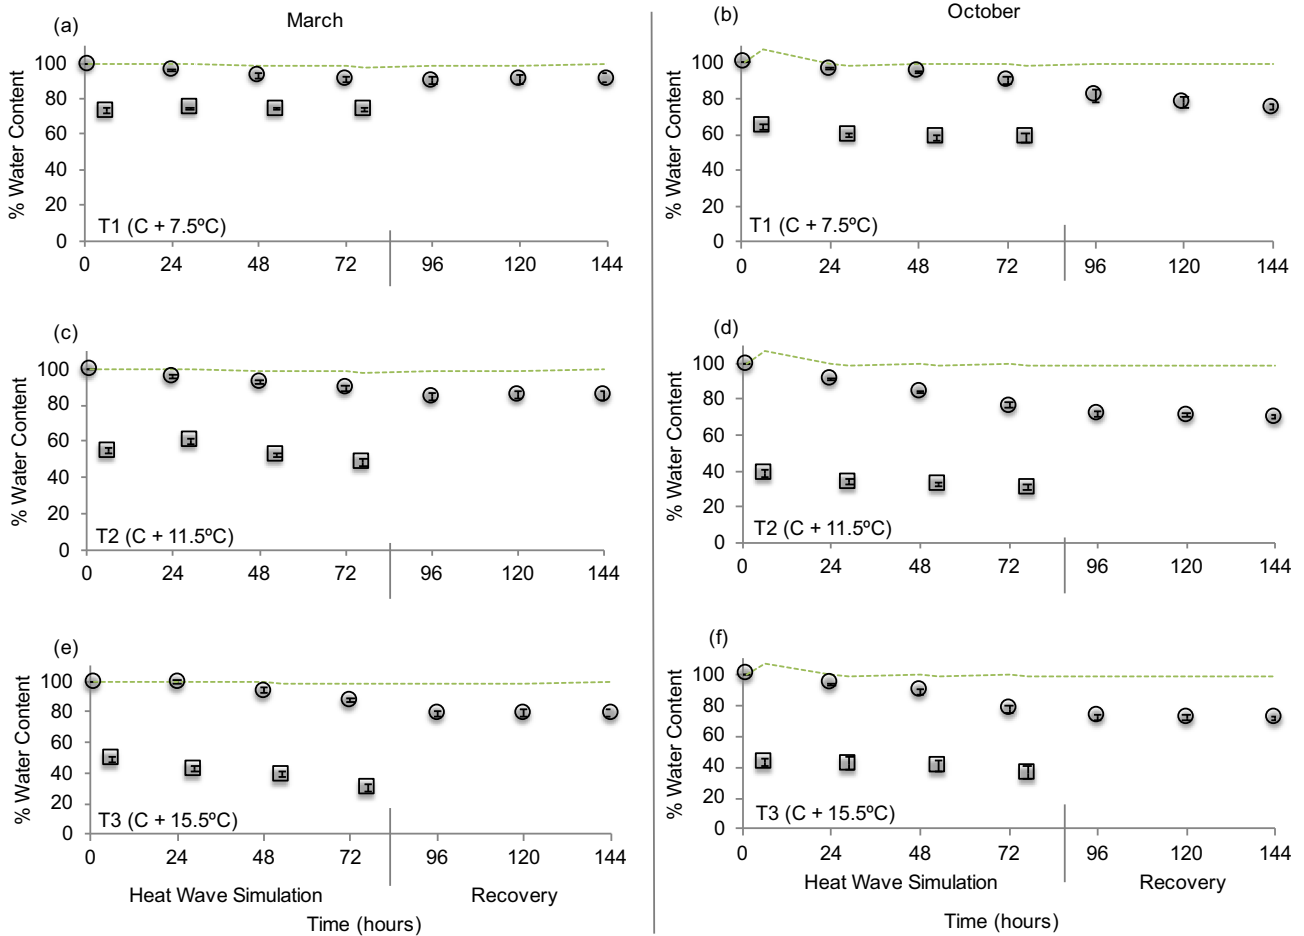 March
October
(a)
% Water Content
100
80
60
40
20
0
T1 (C + 7.5ºC)
0 24 48 72 96 120 144
(b)
% Water Content
100
80
60
40
20
0
T1 (C + 7.5ºC)
0 24 48 72 96 120 144
(c)
% Water Content
100
80
60
40
20
0
T2 (C + 11.5ºC)
0 24 48 72 96 120 144
(d)
% Water Content
100
80
60
40
20
0
T2 (C + 11.5ºC)
0 24 48 72 96 120 144
(e)
% Water Content
100
80
60
40
20
0
T3 (C + 15.5ºC)
0 24 48 72 96 120 144
Heat Wave Simulation Recovery
Time (hours)
(f)
% Water Content
100
80
60
40
20
0
T3 (C + 15.5ºC)
0 24 48 72 96 120 144
Heat Wave Simulation Recovery
Time (hours)